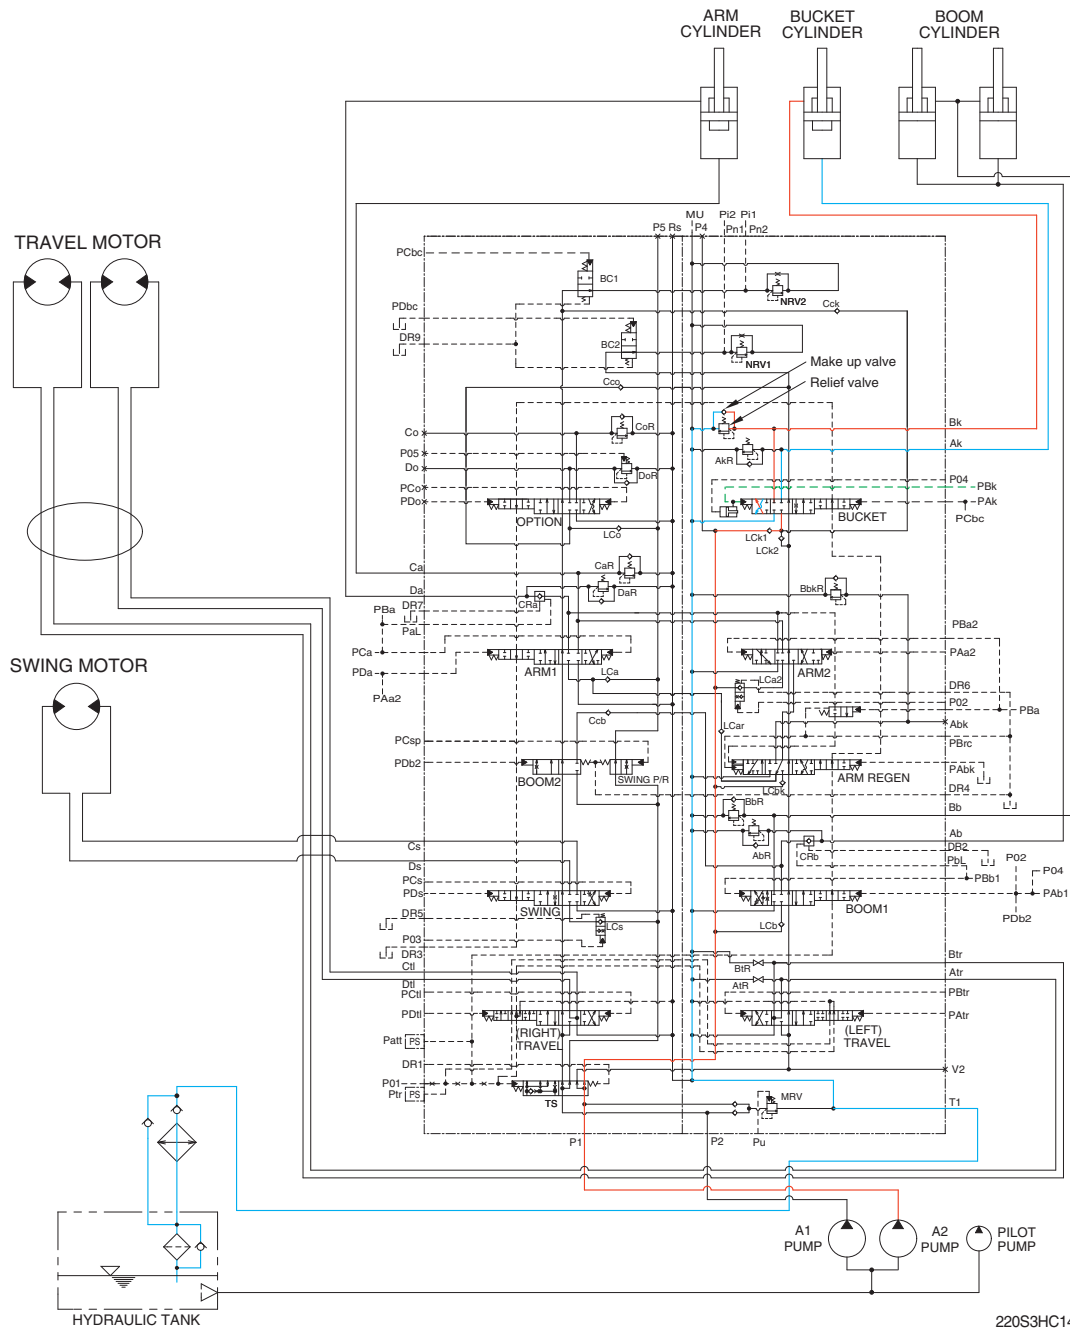 ARM
CYLINDER
BUCKET
CYLINDER
BOOM
CYLINDER
TRAVEL MOTOR
SWING MOTOR
MU
Pi2 Pi1
P5 Rs
P4
Pn1 Pn2
PCbc
BC1
NRV2
Cck
PDbc
DR9
BC2
NRV1
Make up valve
Relief valve
Cco
Co
CoR
Bk
Ak
P05
Do
DoR
AkR
P04
PCo
PDo
PBk
PAk
PCbc
OPTION
BUCKET
LCo
LCk1
LCk2
Ca
CaR
Da
DaR
BbkR
CRa
DR7
PBa
PaL
PBa2
PCa
PAa2
PDa
ARM1
ARM2
LCa
LCa2
PAa2
DR6
P02
PBa
Ccb
LCar
Abk
PCsp
PBrc
PDb2
BOOM2
SWING P/R
ARM REGEN
PAbk
LCbk
DR4
BbR
Bb
Ab
AbR
CRb
Cs
DR2
Ds
PbL
P02
P04
PCs
PBb1
PDs
PAb1
SWING
BOOM1
PDb2
DR5
LCs
LCb
P03
DR3
Ctl
Btr
BtR
Dtl
AtR
Atr
PCtl
PBtr
PDtl
PAtr
(RIGHT)
TRAVEL
(LEFT)
TRAVEL
Patt
PS
DR1
V2
P01
Ptr
PS
TS
MRV
T1
P1
P2
Pu
A1
PUMP
A2
PUMP
PILOT
PUMP
HYDRAULIC TANK
220S3HC14